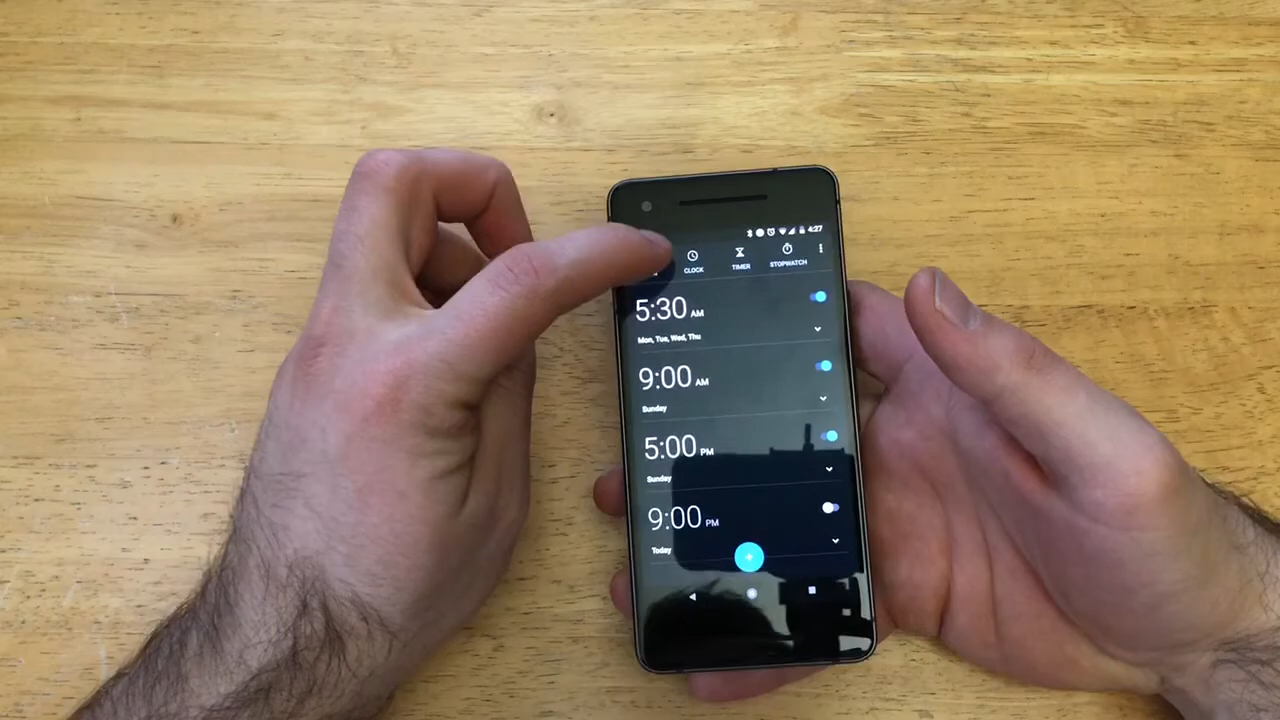 4:27
CLOCK TIMER STOPWATCH
5:30 AM
Mon, Tue, Wed, Thu
9:00 AM
Sunday
5:00 PM
Sunday
9:00 PM
Today